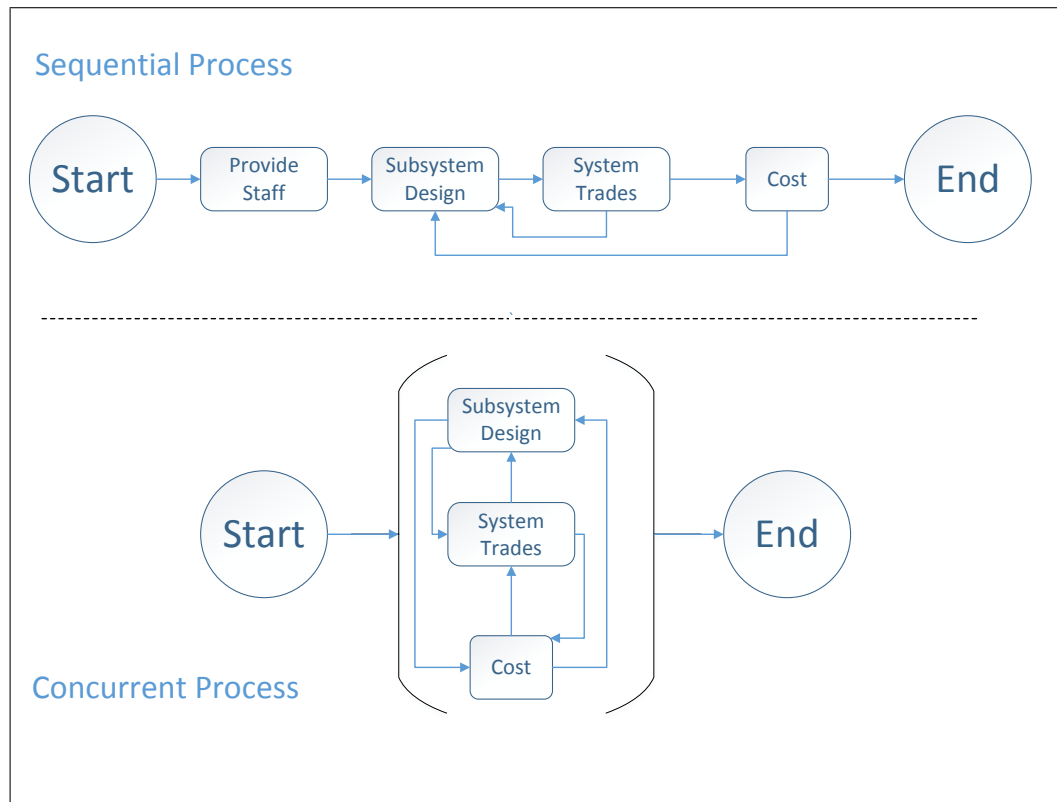 Sequential Process
Start
Provide
Staff
Subsystem
Design
System
Trades
Cost
End
Subsystem
Design
System
Trades
Cost
Start
End
Concurrent Process